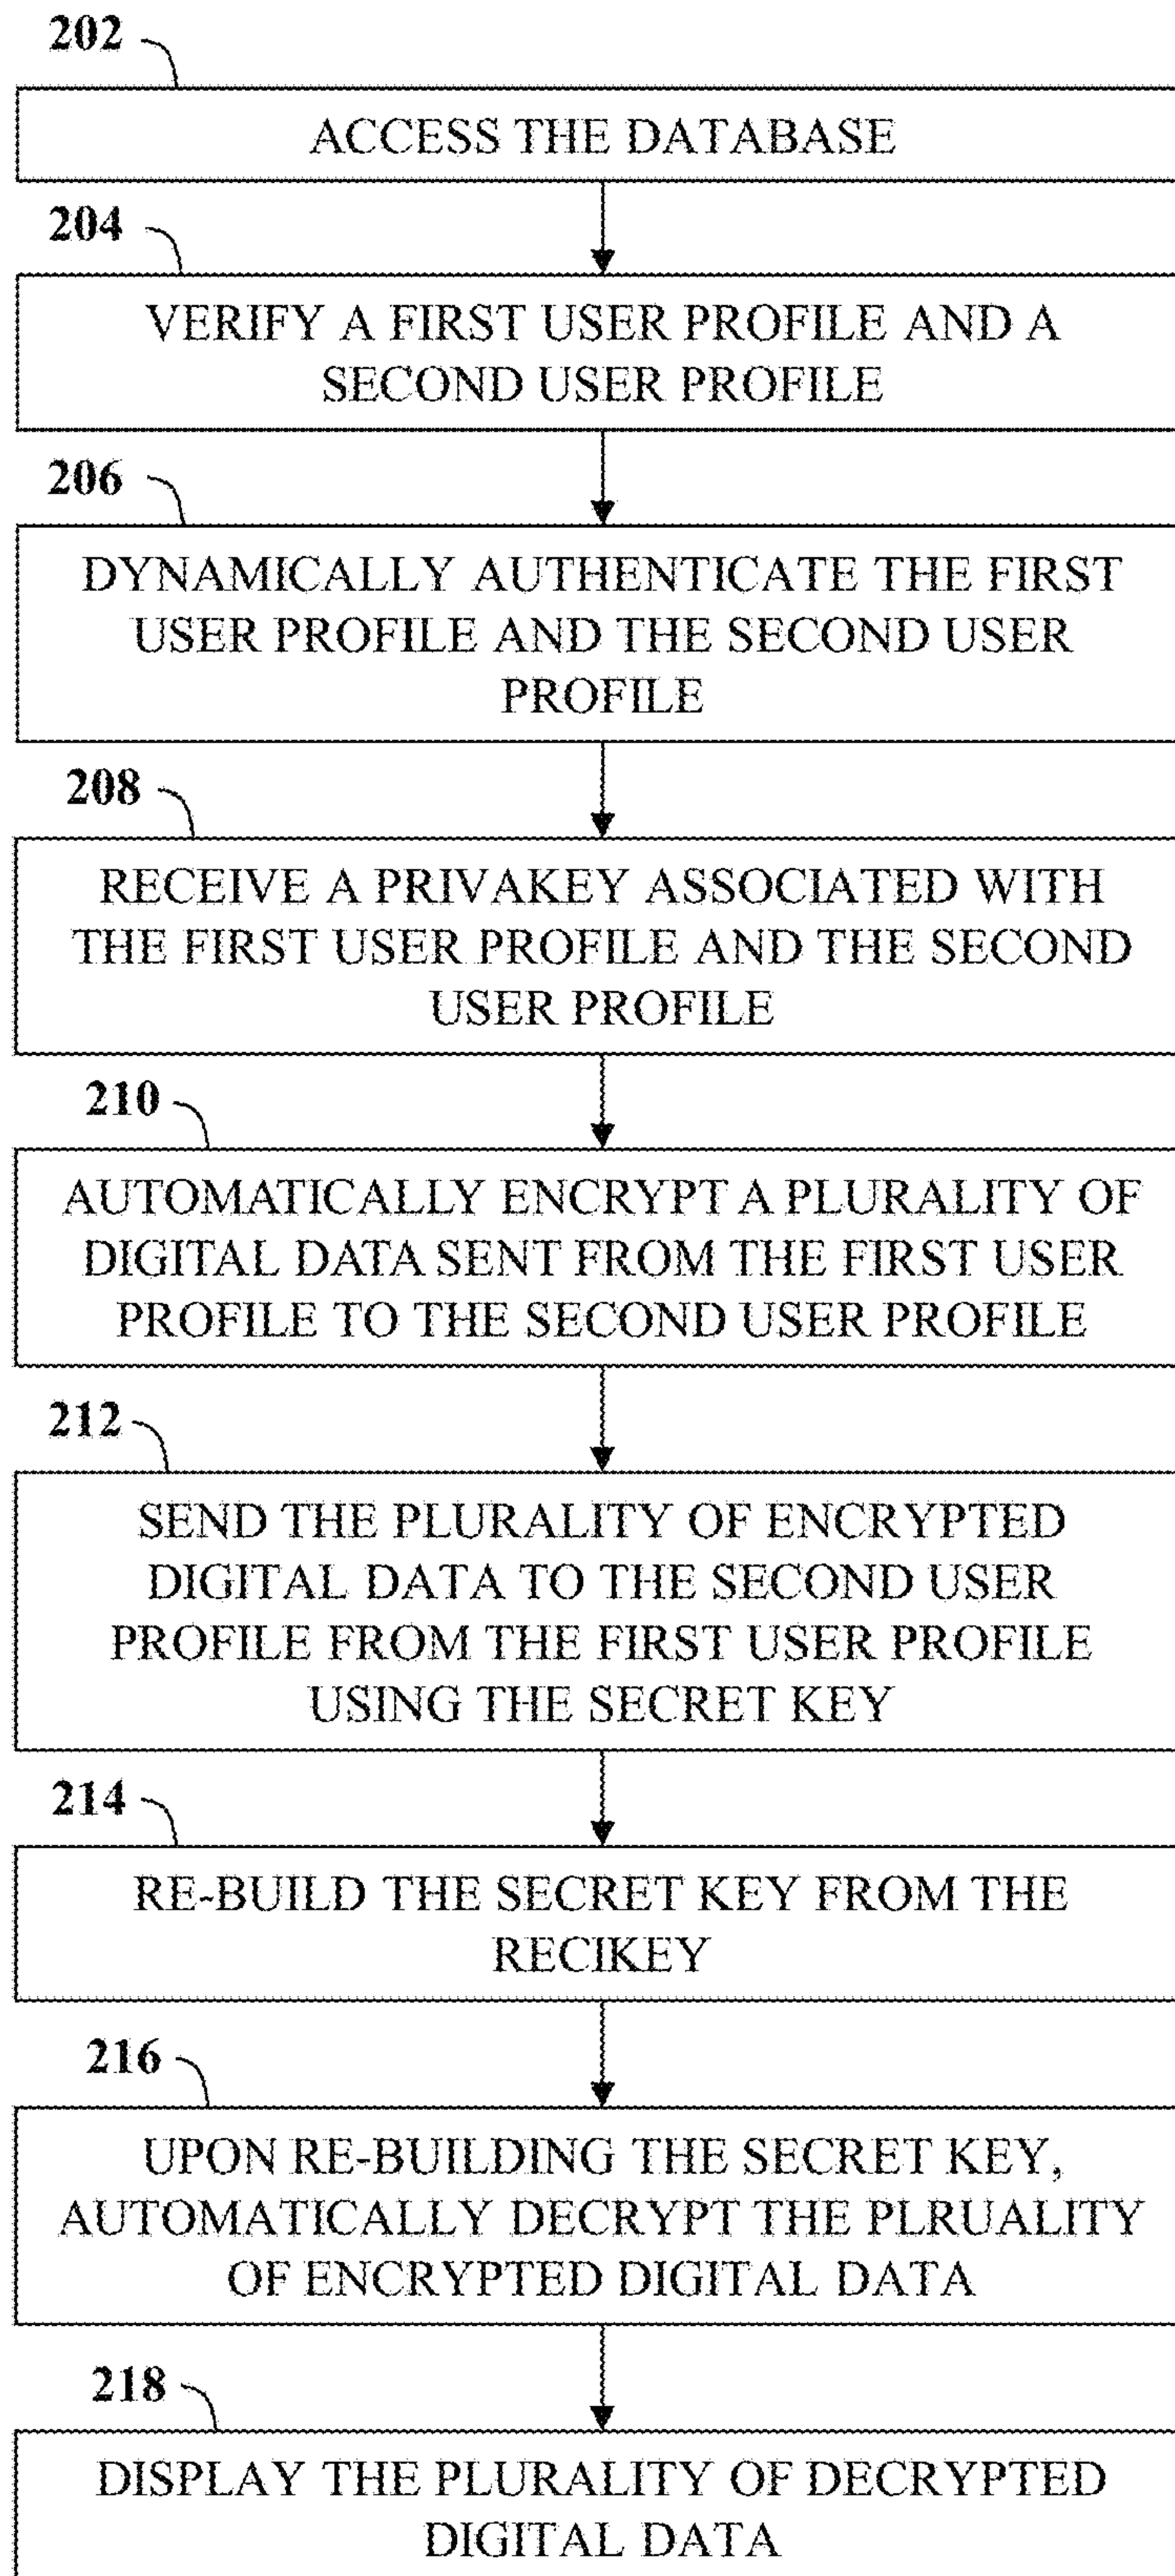 202
ACCESS THE DATABASE
204
VERIFY A FIRST USER PROFILE AND A
SECOND USER PROFILE
206
DYNAMICALLY AUTHENTICATE THE FIRST
USER PROFILE AND THE SECOND USER
PROFILE
208
RECEIVE A PRIVAKEY ASSOCIATED WITH
THE FIRST USER PROFILE AND THE SECOND
USER PROFILE
210
AUTOMATICALLY ENCRYPT A PLURALITY OF
DIGITAL DATA SENT FROM THE FIRST USER
PROFILE TO THE SECOND USER PROFILE
212
SEND THE PLURALITY OF ENCRYPTED
DIGITAL DATA TO THE SECOND USER
PROFILE FROM THE FIRST USER PROFILE
USING THE SECRET KEY
214
RE-BUILD THE SECRET KEY FROM THE
RECIKEY
216
UPON RE-BUILDING THE SECRET KEY,
AUTOMATICALLY DECRYPT THE PLRUALITY
OF ENCRYPTED DIGITAL DATA
218
DISPLAY THE PLURALITY OF DECRYPTED
DIGITAL DATA